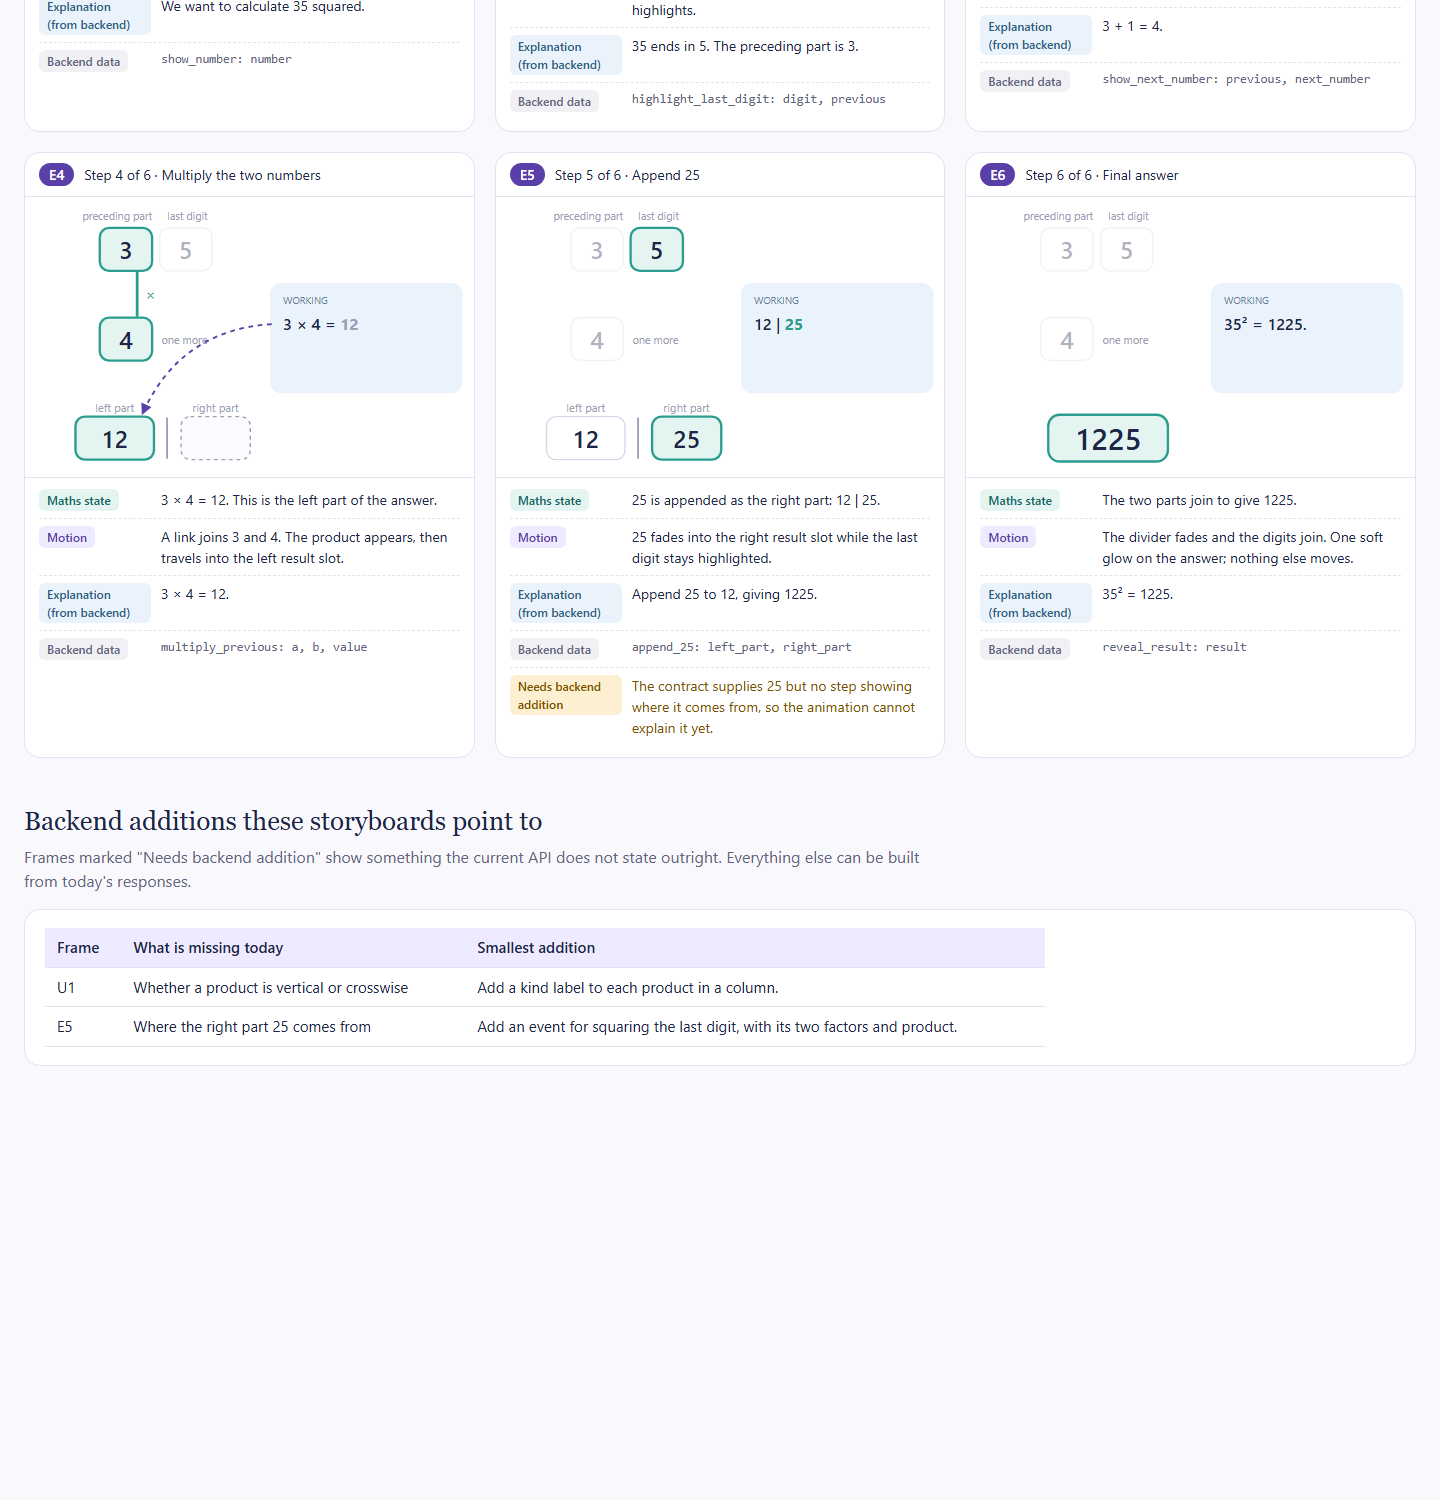 Explanation
(from backend)
We want to calculate 35 squared.
Backend data
show_number: number
highlights.
Explanation
(from backend)
35 ends in 5. The preceding part is 3.
Backend data
highlight_last_digit: digit, previous
Explanation
(from backend)
3 + 1 = 4.
Backend data
show_next_number: previous, next_number
E4 Step 4 of 6 · Multiply the two numbers
preceding part last digit
3 5
×
WORKING
3 × 4 = 12
4 one more
left part right part
12
Maths state
3 × 4 = 12. This is the left part of the answer.
Motion
A link joins 3 and 4. The product appears, then
travels into the left result slot.
Explanation
(from backend)
3 × 4 = 12.
Backend data
multiply_previous: a, b, value
E5 Step 5 of 6 · Append 25
preceding part last digit
3 5
WORKING
12 | 25
4 one more
left part right part
12 25
Maths state
25 is appended as the right part: 12 | 25.
Motion
25 fades into the right result slot while the last
digit stays highlighted.
Explanation
(from backend)
Append 25 to 12, giving 1225.
Backend data
append_25: left_part, right_part
Needs backend
addition
The contract supplies 25 but no step showing
where it comes from, so the animation cannot
explain it yet.
E6 Step 6 of 6 · Final answer
preceding part last digit
3 5
WORKING
35² = 1225.
4 one more
1225
Maths state
The two parts join to give 1225.
Motion
The divider fades and the digits join. One soft
glow on the answer; nothing else moves.
Explanation
(from backend)
35² = 1225.
Backend data
reveal_result: result
Backend additions these storyboards point to
Frames marked "Needs backend addition" show something the current API does not state outright. Everything else can be built
from today's responses.
Frame What is missing today Smallest addition
U1 Whether a product is vertical or crosswise Add a kind label to each product in a column.
E5 Where the right part 25 comes from Add an event for squaring the last digit, with its two factors and product.